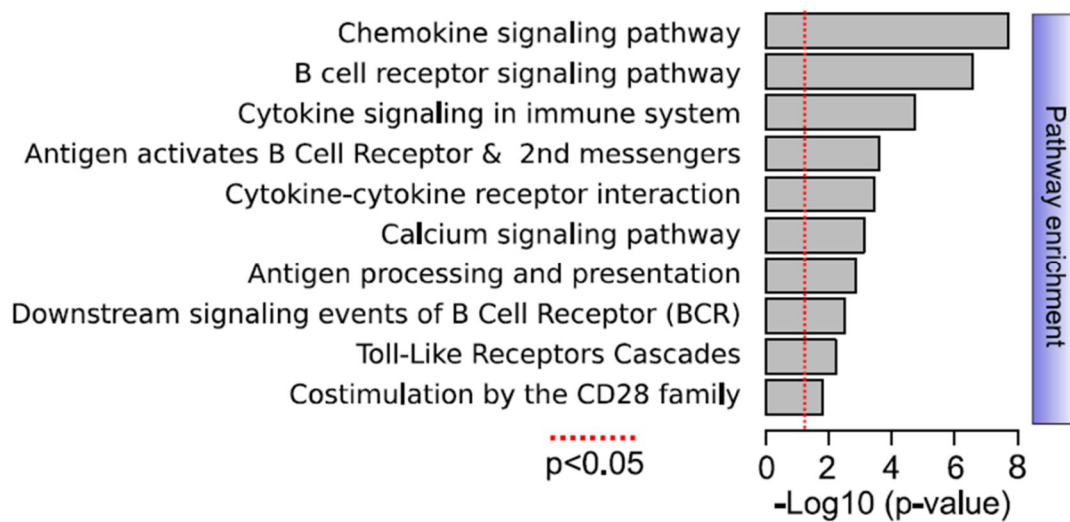 Chemokine signaling pathway
B cell receptor signaling pathway
Cytokine signaling in immune system
Antigen activates B Cell Receptor & 2nd messengers
Cytokine-cytokine receptor interaction
Calcium signaling pathway
Antigen processing and presentation
Downstream signaling events of B Cell Receptor (BCR)
Toll-Like Receptors Cascades
Costimulation by the CD28 family
Pathway enrichment
p<0.05
0 2 4 6 8
-Log10 (p-value)